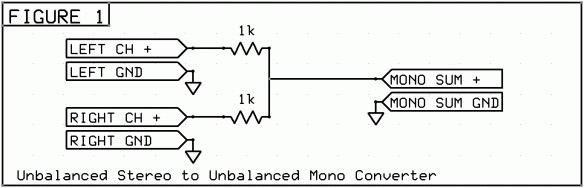 FIGURE 1
1k
LEFT CH +
LEFT GND
MONO SUM +
1k
MONO SUM GND
RIGHT CH +
RIGHT GND
Unbalanced Stereo to Unbalanced Mono Converter